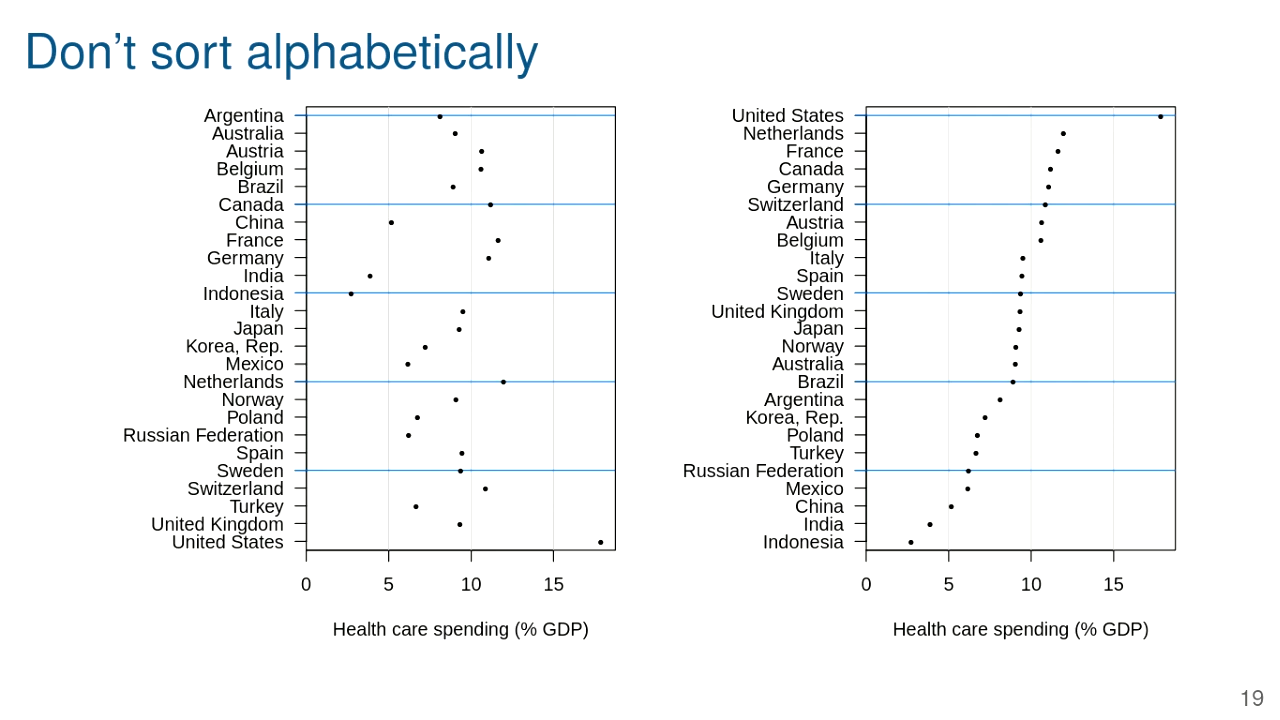 Don't sort alphabetically
Argentina
Australia
Austria
Belgium
Brazil
Canada
China
France
Germany
India
Indonesia
Italy
Japan
Korea, Rep.
Mexico
Netherlands
Norway
Poland
Russian Federation
Spain
Sweden
Switzerland
Turkey
United Kingdom
United States
0 5 10 15
Health care spending (% GDP)
United States
Netherlands
France
Canada
Germany
Switzerland
Austria
Belgium
Italy
Spain
Sweden
United Kingdom
Japan
Norway
Australia
Brazil
Argentina
Korea, Rep.
Poland
Turkey
Russian Federation
Mexico
China
India
Indonesia
0 5 10 15
Health care spending (% GDP)
19